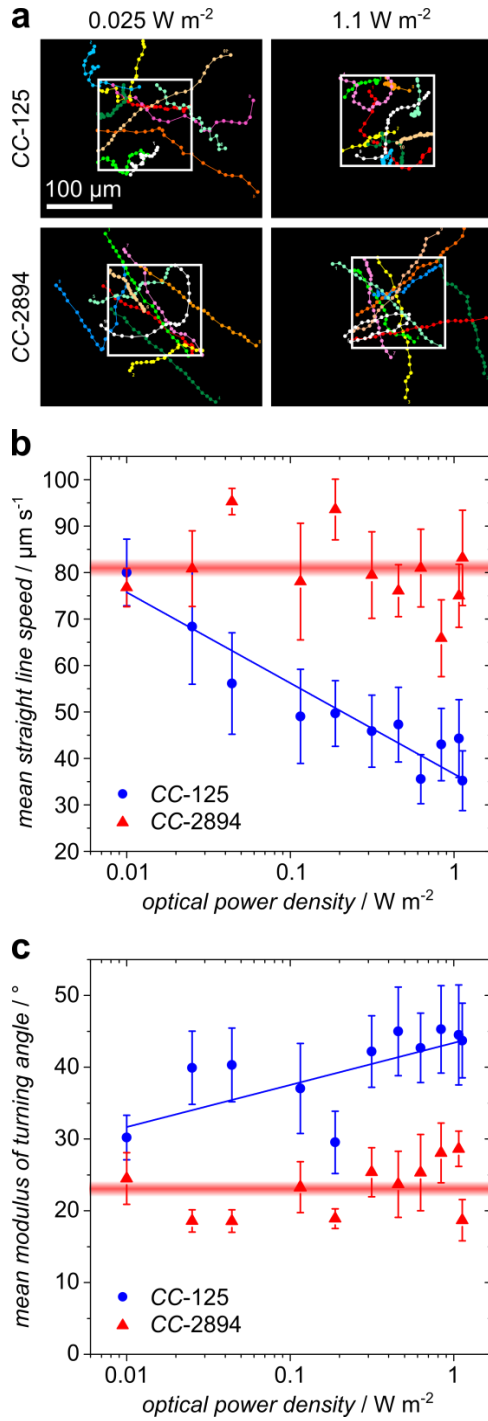 a
0.025 W m⁻² 1.1 W m⁻²
CC-125
100 µm
CC-2894
b
100
90
80
70
60
50
40
30
20
mean straight line speed / µm s⁻¹
CC-125
CC-2894
0.01 0.1 1
optical power density / W m⁻²
c
50
40
30
20
10
0
mean modulus of turning angle / °
CC-125
CC-2894
0.01 0.1 1
optical power density / W m⁻²